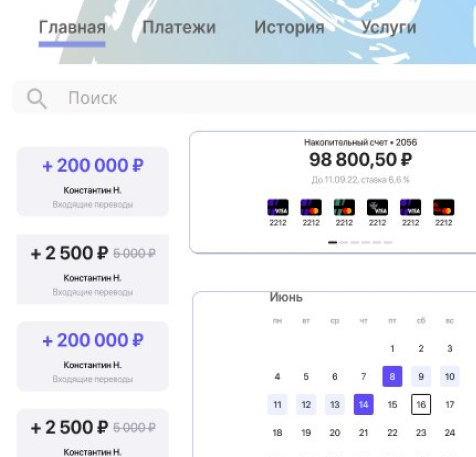 Главная Платежи История Услуги
Поиск
+ 200 000 ₽
Константин Н.
Входящие переводы
+ 2 500 ₽ 5 000 ₽
Константин Н.
Входящие переводы
+ 200 000 ₽
Константин Н.
Входящие переводы
+ 2 500 ₽ 5 000 ₽
Константин Н.
Накопительный счет • 2056
98 800,50 ₽
До 11.09.22, ставка 6,6 %
VISA VISA VISA
2212 2212 2212 2212 2212 2212
Июнь
пн вт ср чт пт сб вс
1 2 3
4 5 6 7 8 9 10
11 12 13 14 15 16 17
18 19 20 21 22 23 24